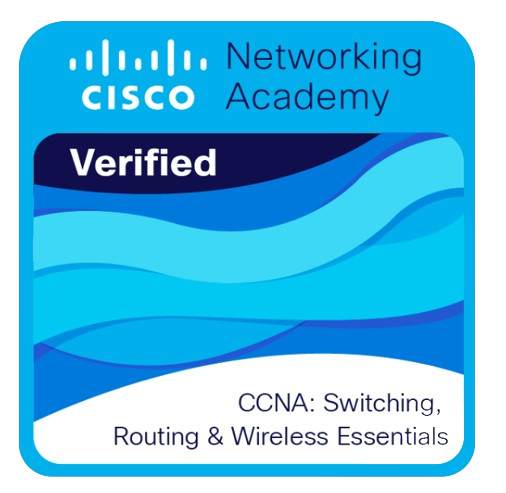 CISCO
Networking
Academy
Verified
CCNA: Switching,
Routing & Wireless Essentials